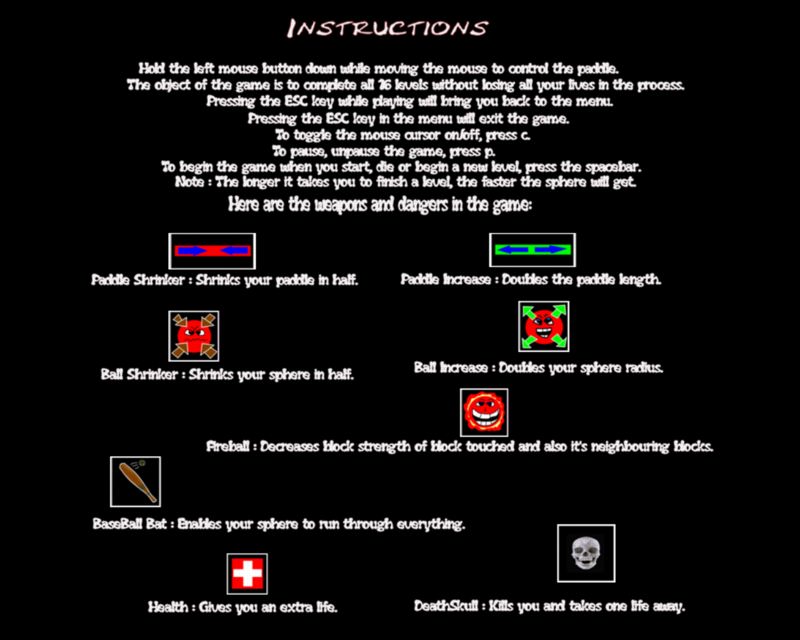 Instructions
Hold the left mouse button down while moving the mouse to control the paddle.
The object of the game is to complete all 16 levels without losing all your lives in the process.
Pressing the ESC key while playing will bring you back to the menu.
Pressing the ESC key in the menu will exit the game.
To toggle the mouse cursor on/off, press c.
To pause, unpause the game, press p.
To begin the game when you start, die or begin a new level, press the spacebar.
Note : The longer it takes you to finish a level, the faster the sphere will get.
Here are the weapons and dangers in the game:
Paddle Shrinker : Shrinks your paddle in half.
Paddle Increase : Doubles the paddle length.
Ball Shrinker : Shrinks your sphere in half.
Ball Increase : Doubles your sphere radius.
Fireball : Decreases block strength of block touched and also it's neighbouring blocks.
BaseBall Bat : Enables your sphere to run through everything.
Health : Gives you an extra life.
DeathSkull : Kills you and takes one life away.